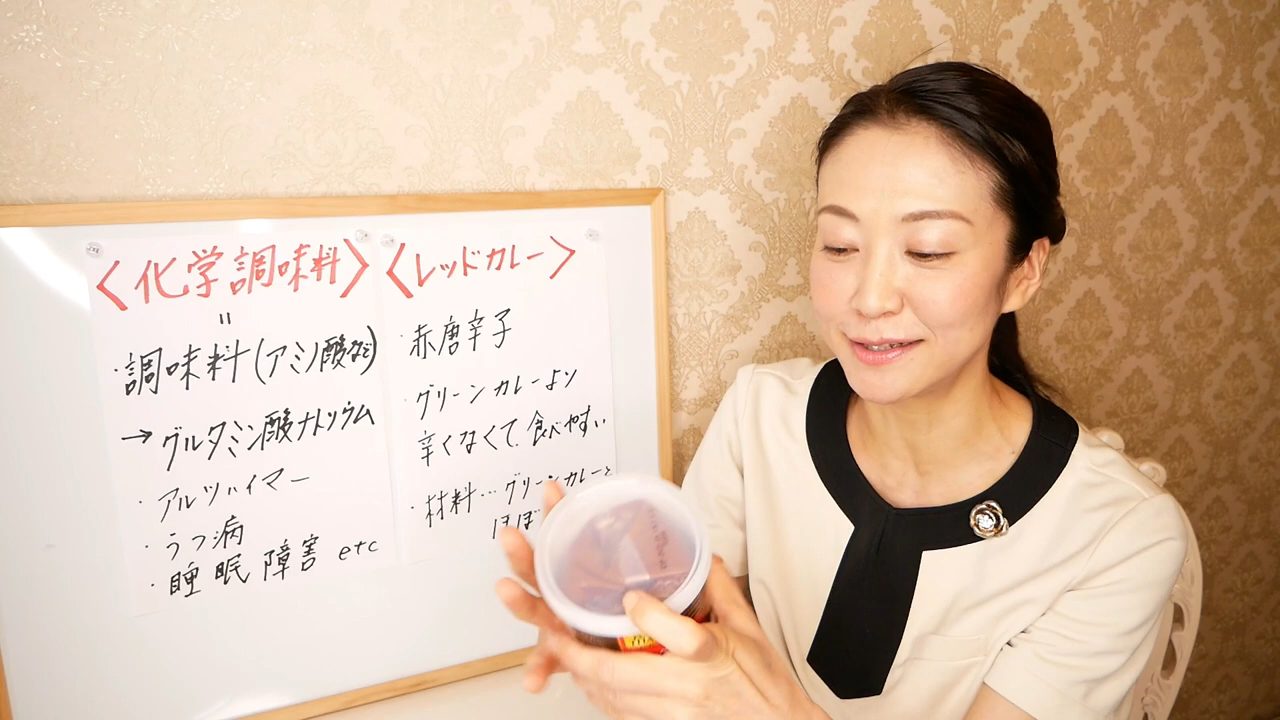 〈化学調味料〉
〃
・調味料(アミノ酸など)
→グルタミン酸ナトリウム
・アルツハイマー
・うつ病
・睡眠障害 etc
〈レッドカレー〉
・赤唐辛子
・グリーンカレーより
辛くなくて、食べやすい
・材料…グリーンカレーと
ほぼ